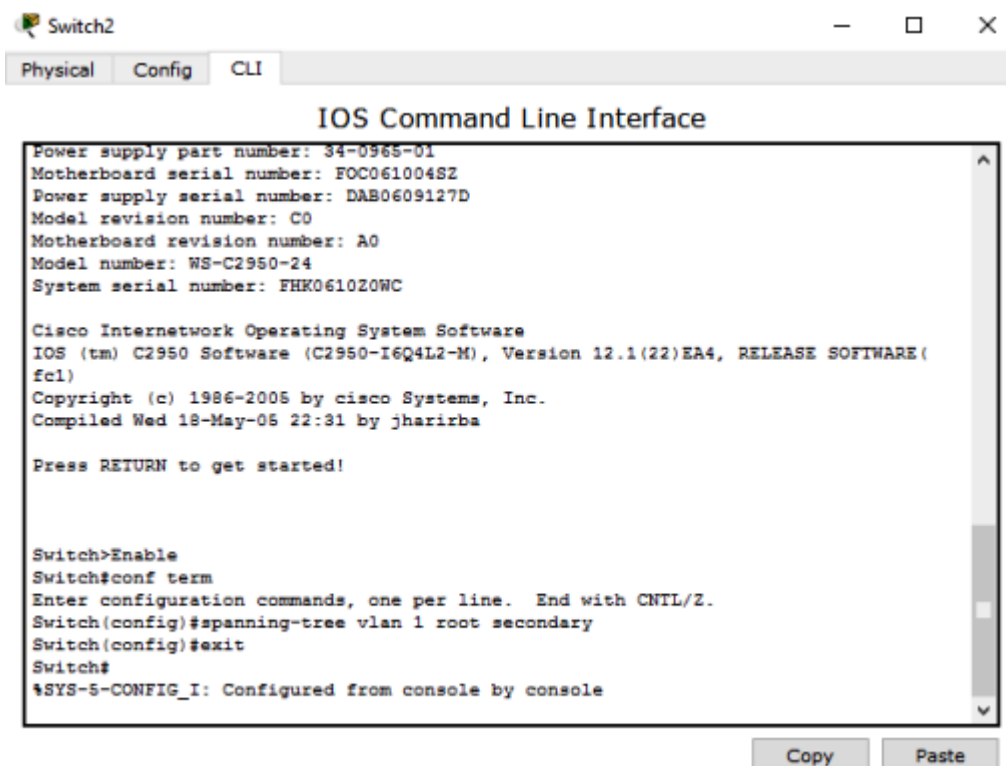 Switch2
Physical Config CLI
IOS Command Line Interface
Power supply part number: 34-0965-01
Motherboard serial number: FOC061004SZ
Power supply serial number: DAB0609127D
Model revision number: C0
Motherboard revision number: A0
Model number: WS-C2950-24
System serial number: FHK0610Z0WC
Cisco Internetwork Operating System Software
IOS (tm) C2950 Software (C2950-I6Q4L2-M), Version 12.1(22)EA4, RELEASE SOFTWARE(
fc1)
Copyright (c) 1986-2005 by cisco Systems, Inc.
Compiled Wed 18-May-05 22:31 by jharirba
Press RETURN to get started!
Switch>Enable
Switch#conf term
Enter configuration commands, one per line.  End with CNTL/Z.
Switch(config)#spanning-tree vlan 1 root secondary
Switch(config)#exit
Switch#
%SYS-5-CONFIG_I: Configured from console by console
Copy Paste